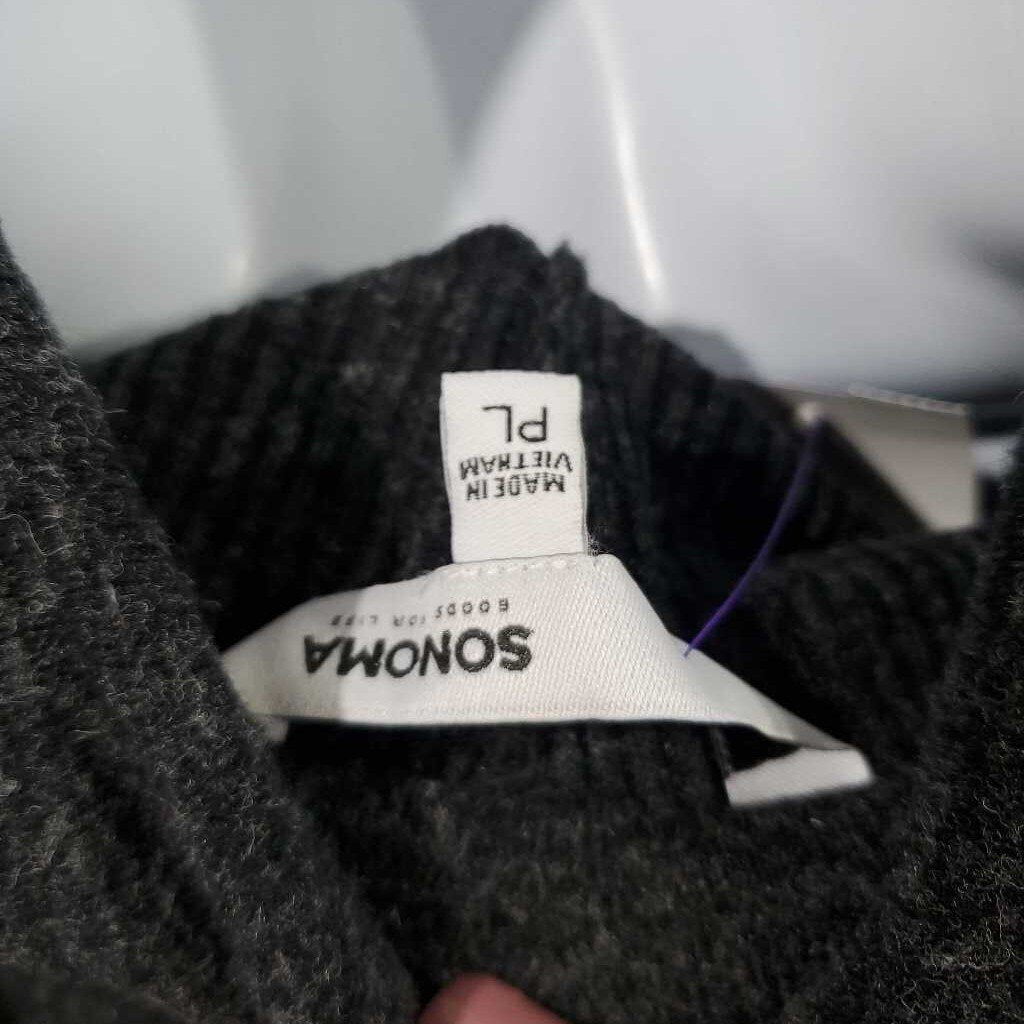 SONOMA
GOODS FOR LIFE
MADE IN
VIETNAM
PL